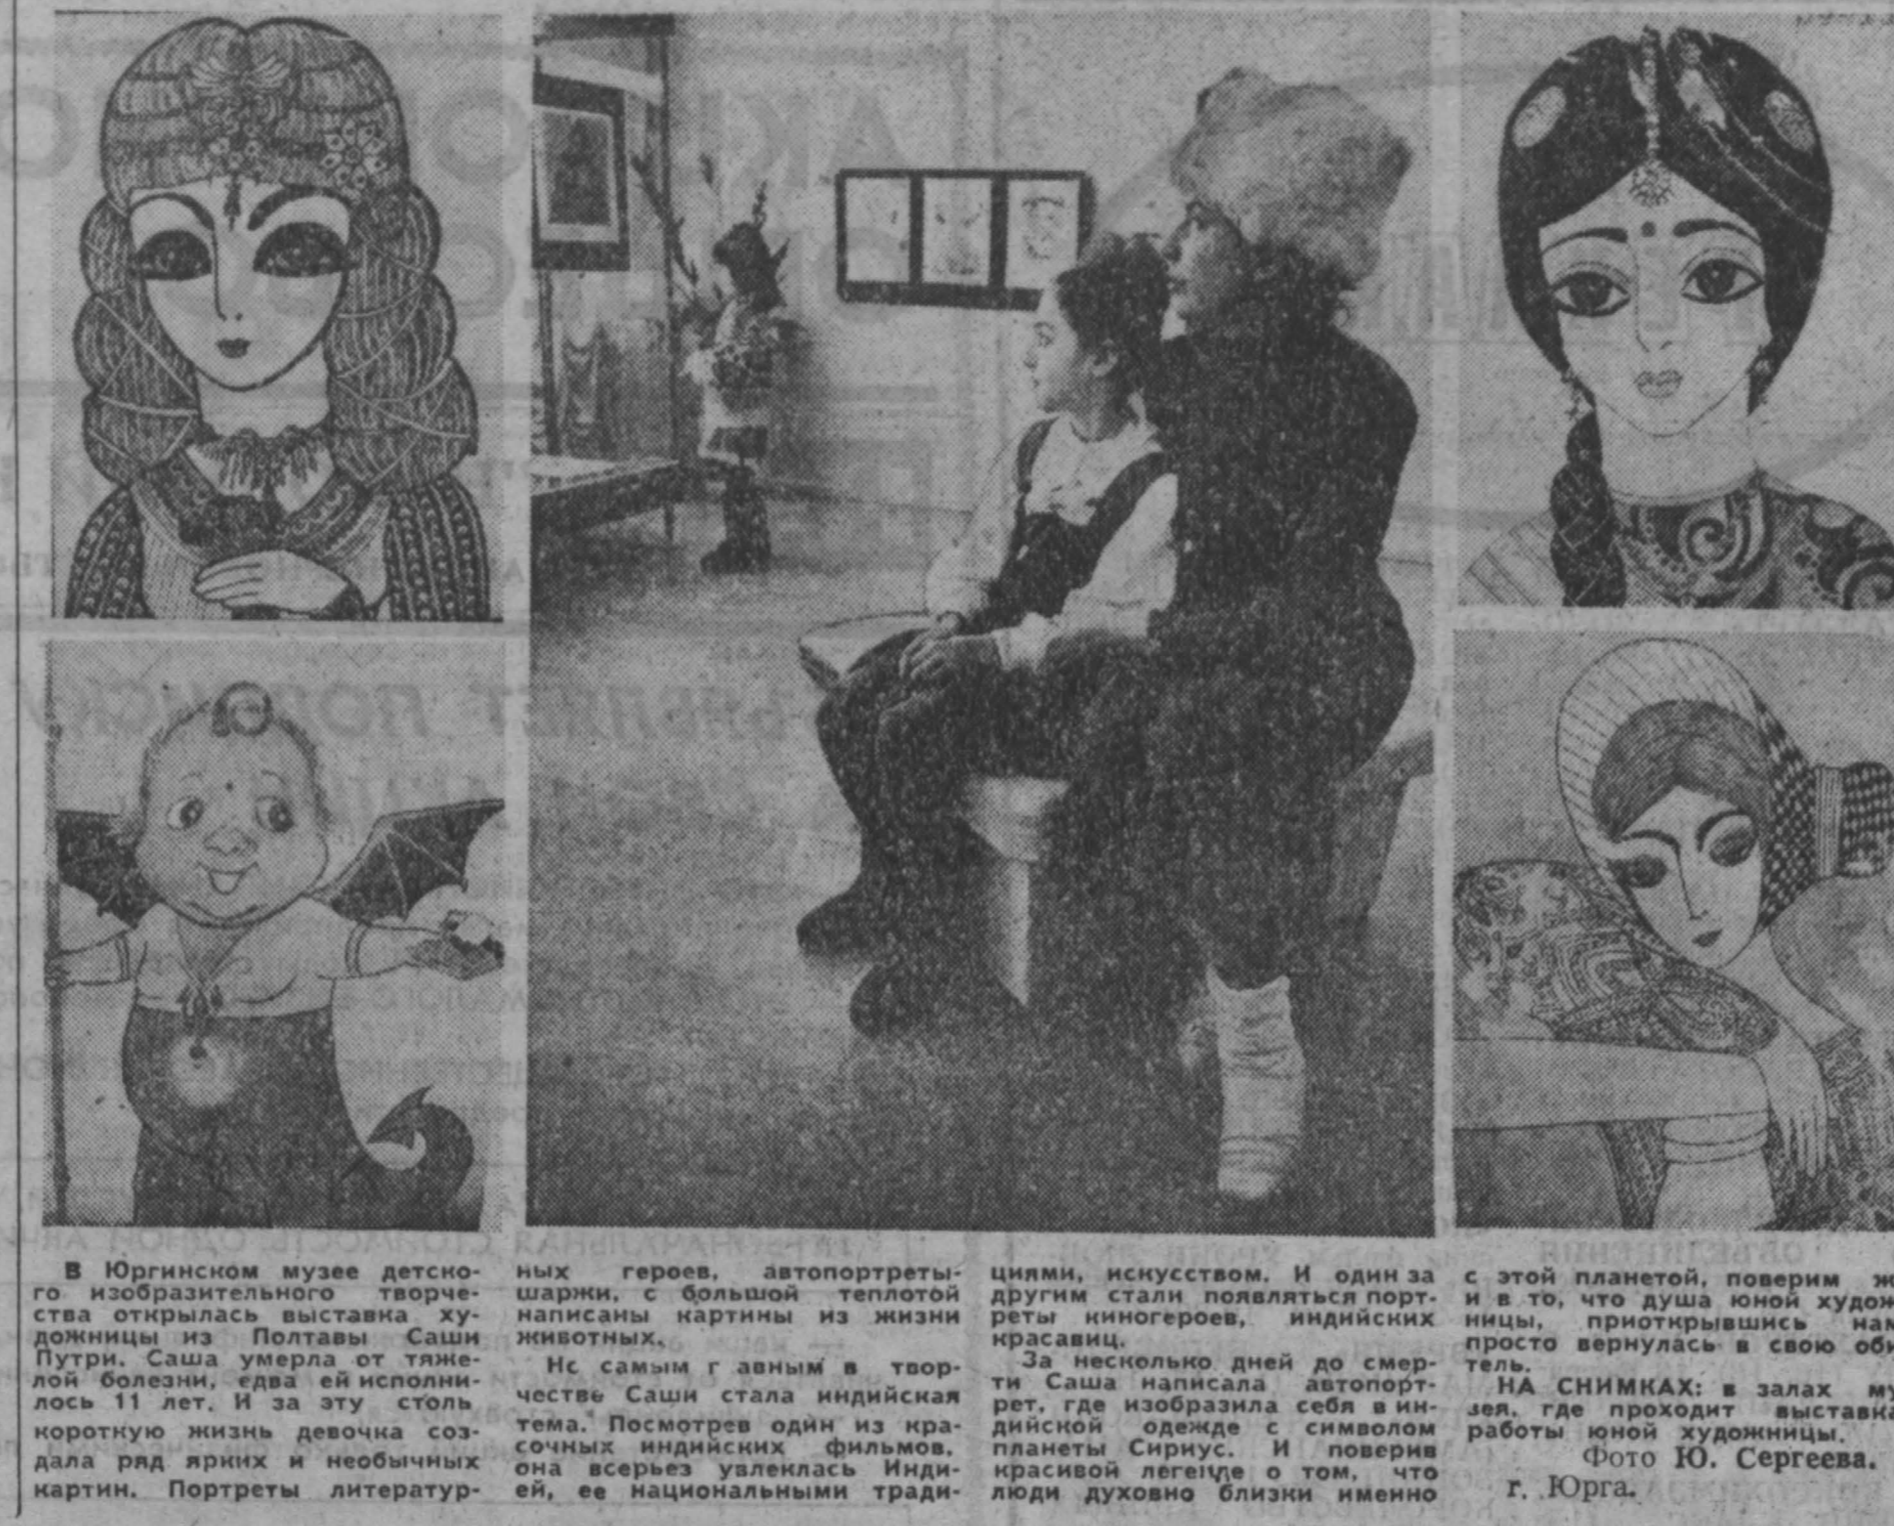 В Юргинском музее детско-
го изобразительного творче-
ства открылась выставка ху-
дожницы из Полтавы Саши
Путри. Саша умерла от тяже-
лой болезни, едва ей исполни-
лось 11 лет. И за эту столь
короткую жизнь девочка соз-
дала ряд ярких и необычных
картин. Портреты литератур-
ных героев, автопортреты-
шаржи, с большой теплотой
написаны картины из жизни
животных.
Нс самым г авным в твор-
честве Саши стала индийская
тема. Посмотрев один из кра-
сочных индийских фильмов,
она всерьез увлеклась Инди-
ей, ее национальными тради-
циями, искусством. И один за
другим стали появляться порт-
реты киногероев, индийских
красавиц.
За несколько дней до смер-
ти Саша написала автопорт-
рет, где изобразила себя в ин-
дийской одежде с символом
планеты Сириус. И поверив
красивой легенде о том, что
люди духовно близки именно
с этой планетой, поверим
и в то, что душа юной худож
ницы, приоткрывшись нам
просто вернулась в свою оби
тель.
НА СНИМКАХ: в залах му
зея, где проходит выставка
работы юной художницы.
Фото Ю. Сергеева.
г. Юрга.